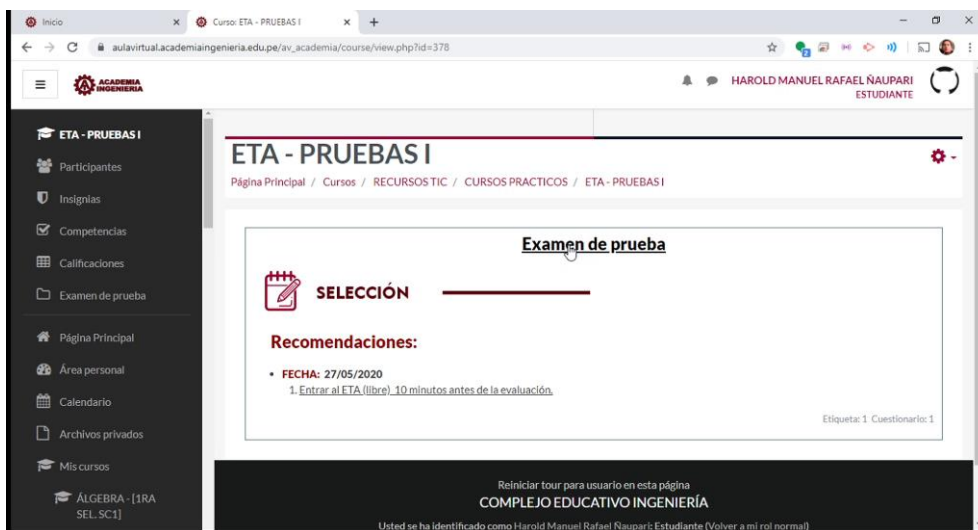 Inicio
Curso: ETA - PRUEBAS I
aulavirtual.academiaingenieria.edu.pe/av_academia/course/view.php?id=378
2
ACADEMIA
INGENIERIA
HAROLD MANUEL RAFAEL ÑAUPARI
ESTUDIANTE
ETA - PRUEBAS I
Participantes
Insignias
Competencias
Calificaciones
Examen de prueba
Página Principal
Área personal
Calendario
Archivos privados
Mis cursos
ÁLGEBRA - [1RA
SEL. SC1]
ETA - PRUEBAS I
Página Principal / Cursos / RECURSOS TIC / CURSOS PRACTICOS / ETA - PRUEBAS I
Examen de prueba
SELECCIÓN
Recomendaciones:
• FECHA: 27/05/2020
1. Entrar al ETA (libre) 10 minutos antes de la evaluación.
Etiqueta: 1 Cuestionario: 1
Reiniciar tour para usuario en esta página
COMPLEJO EDUCATIVO INGENIERÍA
Usted se ha identificado como Harold Manuel Rafael Ñaupari: Estudiante (Volver a mi rol normal)